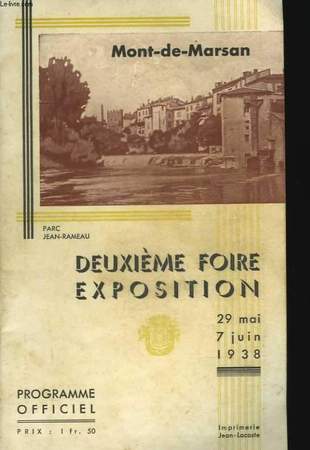 Mont-de-Marsan
PARC
JEAN-RAMEAU
DEUXIÈME FOIRE
EXPOSITION
29 mai
7 juin
1938
PROGRAMME
OFFICIEL
PRIX : 1 fr. 50
Imprimerie
Jean-Lacoste
Le-livre.com